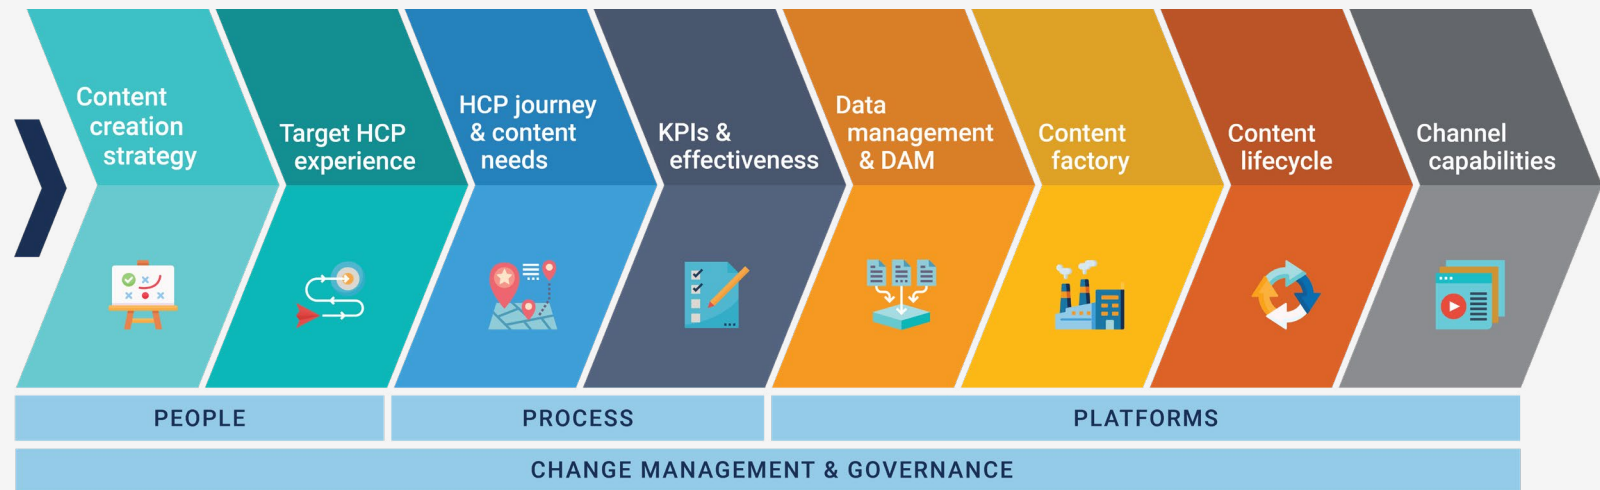 Content
creation
strategy
Target HCP
experience
HCP journey
& content
needs
KPIs &
effectiveness
Data
management
& DAM
Content
factory
Content
lifecycle
Channel
capabilities
PEOPLE
PROCESS
PLATFORMS
CHANGE MANAGEMENT & GOVERNANCE